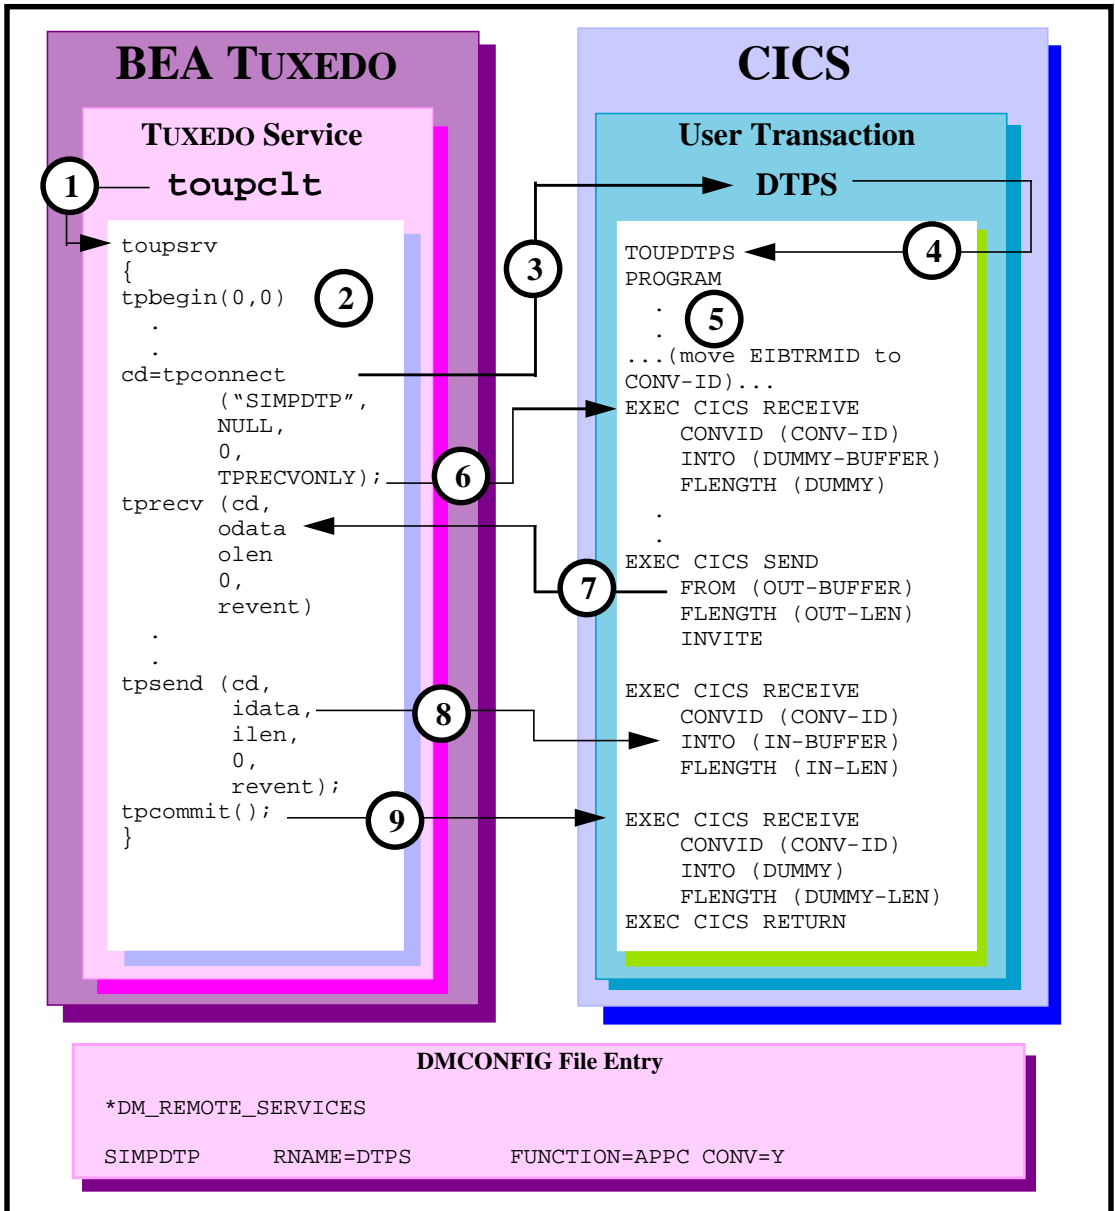 BEA TUXEDO
TUXEDO Service
1
toupclt
toupsrv
{
tpbegin(0,0)
2
.
.
cd=tpconnect
(“SIMPDTP”,
NULL,
0,
TPRECVONLY);
tprecv (cd,
odata
olen
0,
revent)
.
.
tpsend (cd,
idata,
ilen,
0,
revent);
tpcommit();
}
3
6
7
8
9
CICS
User Transaction
DTPS
4
TOUPDTPS
PROGRAM
.
5
.
...(move EIBTRMID to
CONV-ID)...
EXEC CICS RECEIVE
CONVID (CONV-ID)
INTO (DUMMY-BUFFER)
FLENGTH (DUMMY)
.
.
EXEC CICS SEND
FROM (OUT-BUFFER)
FLENGTH (OUT-LEN)
INVITE
EXEC CICS RECEIVE
CONVID (CONV-ID)
INTO (IN-BUFFER)
FLENGTH (IN-LEN)
EXEC CICS RECEIVE
CONVID (CONV-ID)
INTO (DUMMY)
FLENGTH (DUMMY-LEN)
EXEC CICS RETURN
DMCONFIG File Entry
*DM_REMOTE_SERVICES
SIMPDTP RNAME=DTPS FUNCTION=APPC CONV=Y